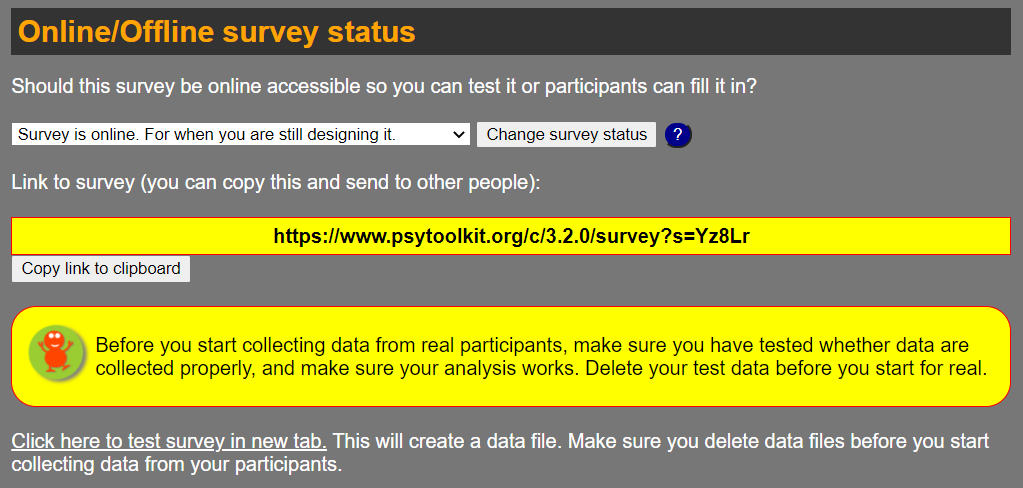 Online/Offline survey status
Should this survey be online accessible so you can test it or participants can fill it in?
Survey is online. For when you are still designing it. Change survey status ?
Link to survey (you can copy this and send to other people):
https://www.psytoolkit.org/c/3.2.0/survey?s=Yz8Lr
Copy link to clipboard
Before you start collecting data from real participants, make sure you have tested whether data are
collected properly, and make sure your analysis works. Delete your test data before you start for real.
Click here to test survey in new tab. This will create a data file. Make sure you delete data files before you start
collecting data from your participants.